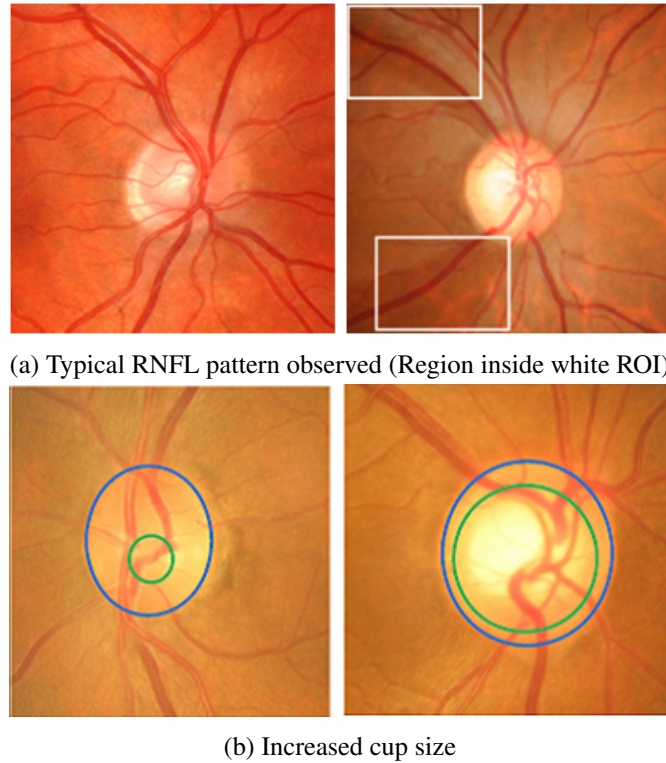 (a) Typical RNFL pattern observed (Region inside white ROI)
(b) Increased cup size